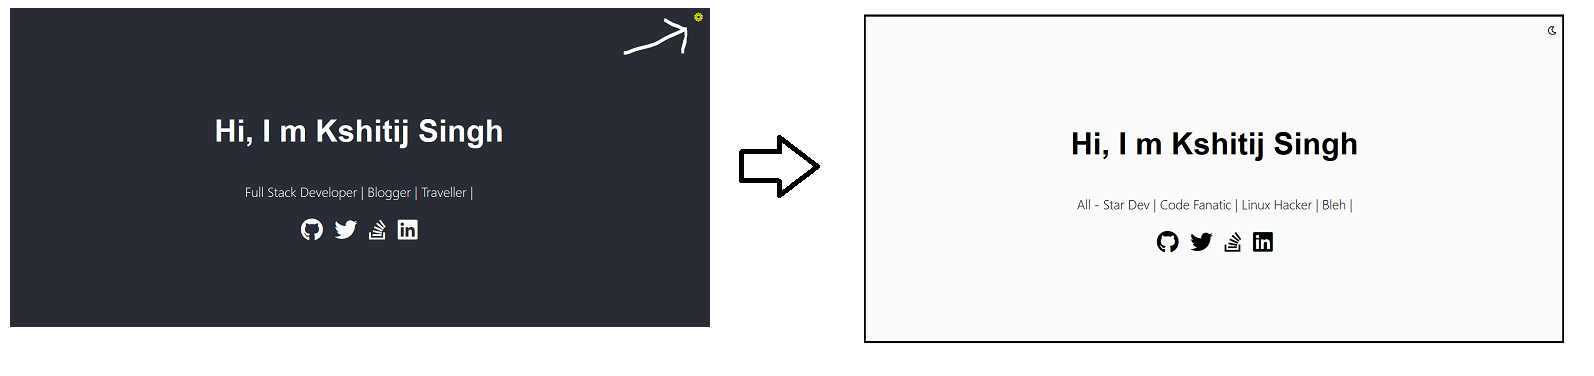 Hi, I m Kshitij Singh
Full Stack Developer | Blogger | Traveller |
Hi, I m Kshitij Singh
All - Star Dev | Code Fanatic | Linux Hacker | Bleh |